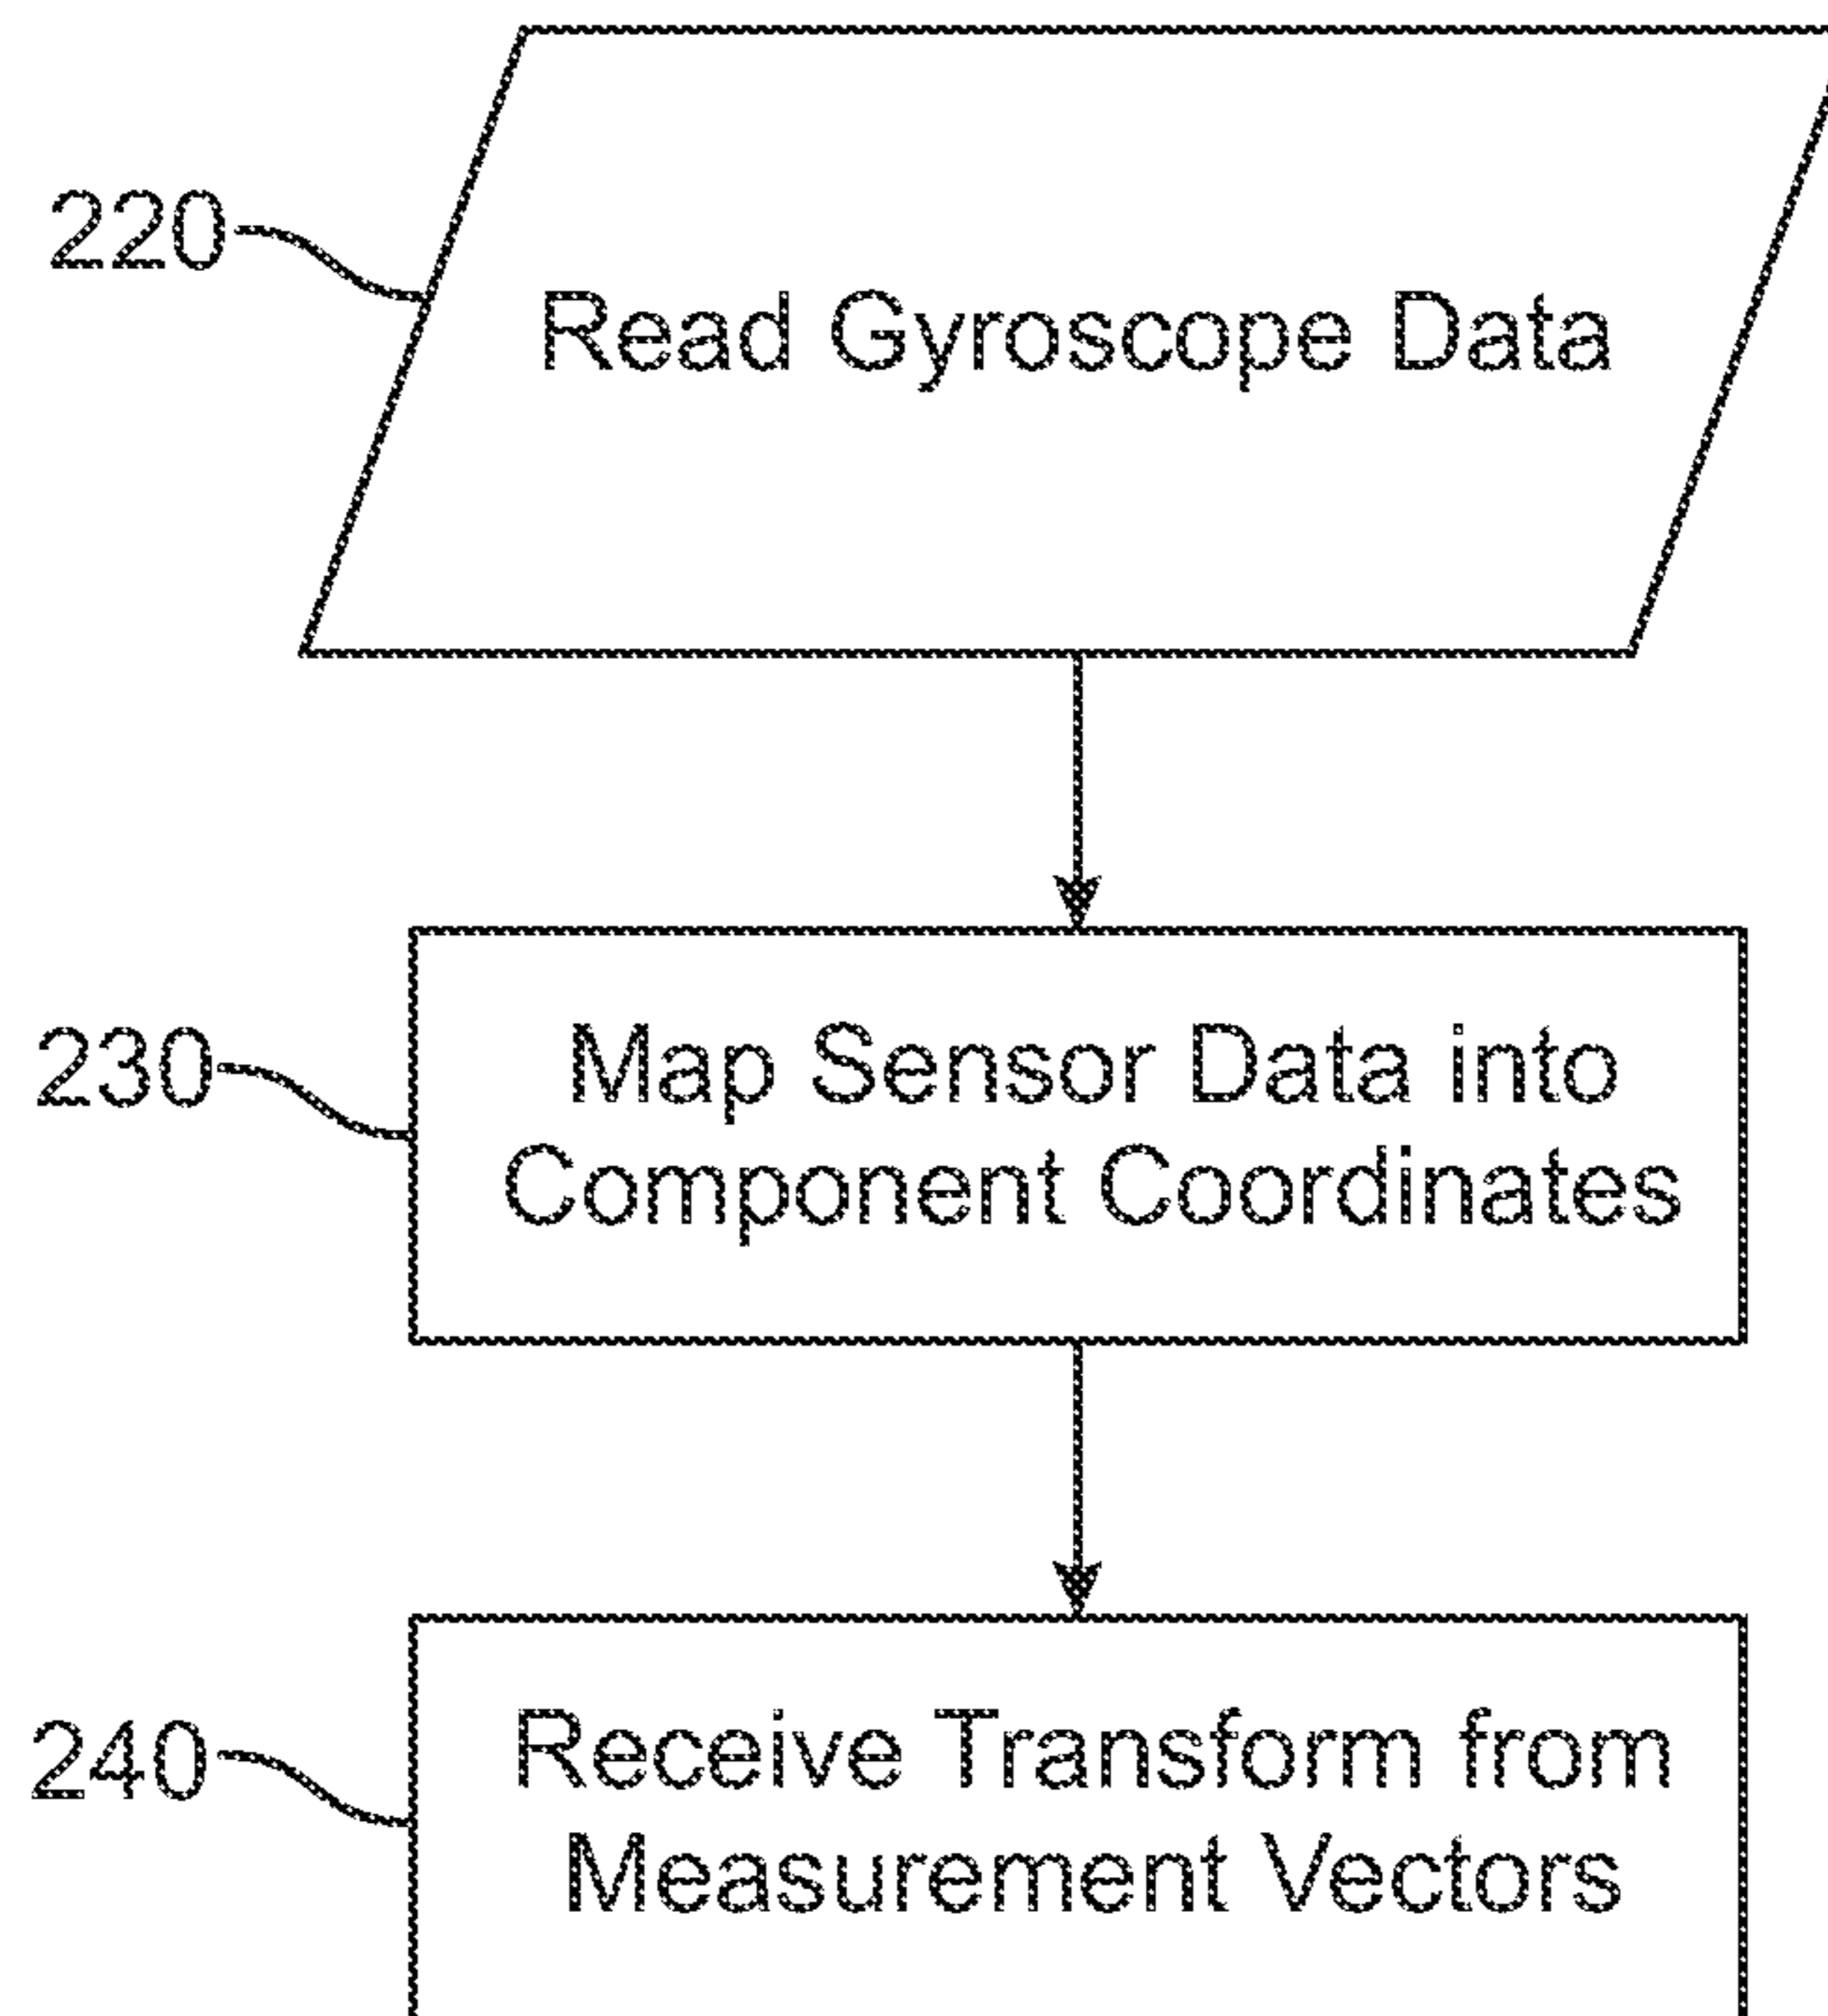 220
Read Gyroscope Data
230
Map Sensor Data into
Component Coordinates
240
Receive Transform from
Measurement Vectors